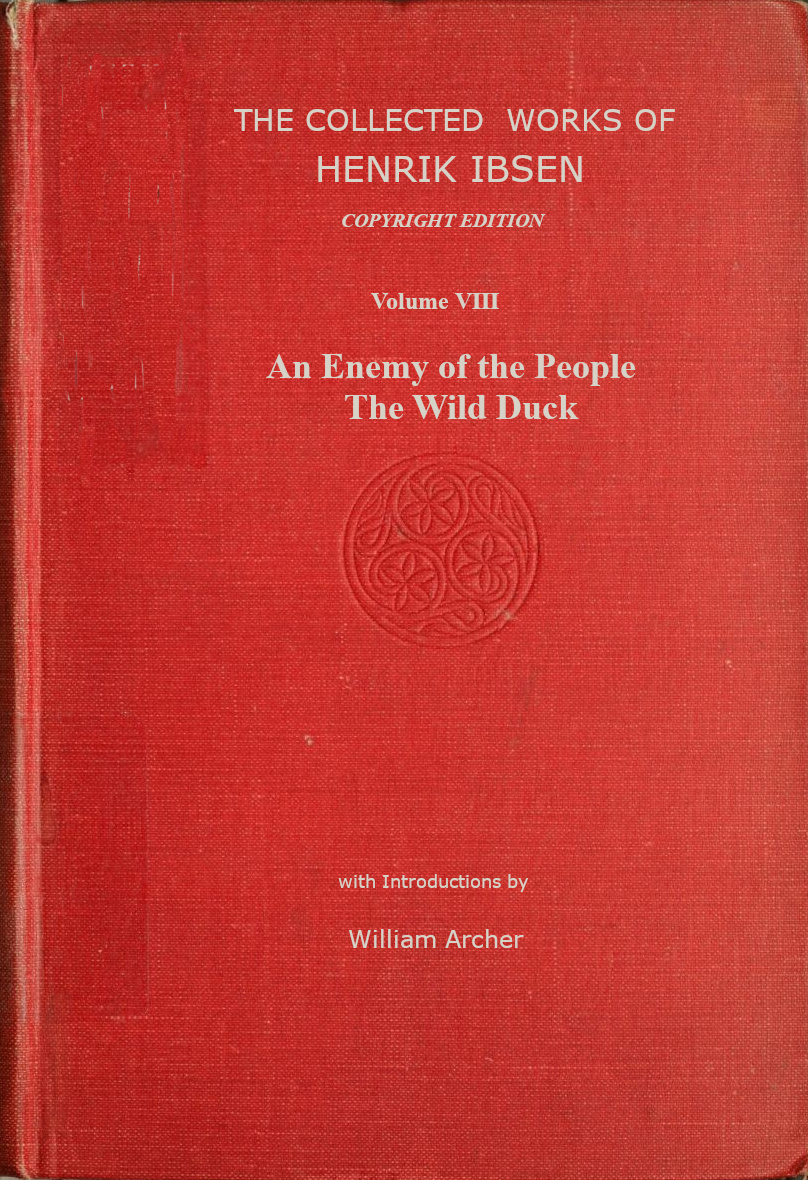 THE COLLECTED WORKS OF
HENRIK IBSEN
COPYRIGHT EDITION
Volume VIII
An Enemy of the People
The Wild Duck
with Introductions by
William Archer